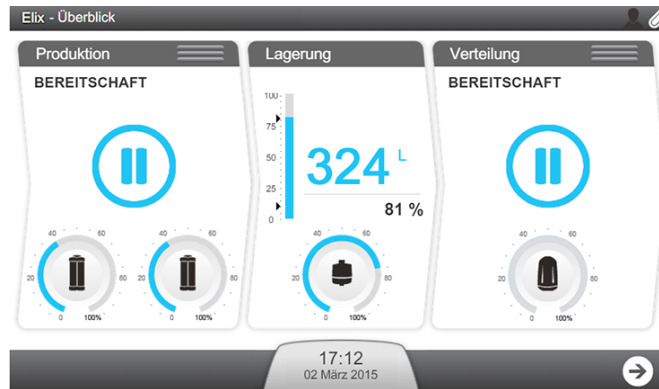 Elix - Überblick
Produktion
BEREITSCHAFT
40 60
20 80
0 100%
40 60
20 80
0 100%
Lagerung
100
75
50
25
0
324 L
81 %
40 60
20 80
0 100%
Verteilung
BEREITSCHAFT
40 60
20 80
0 100%
17:12
02 März 2015